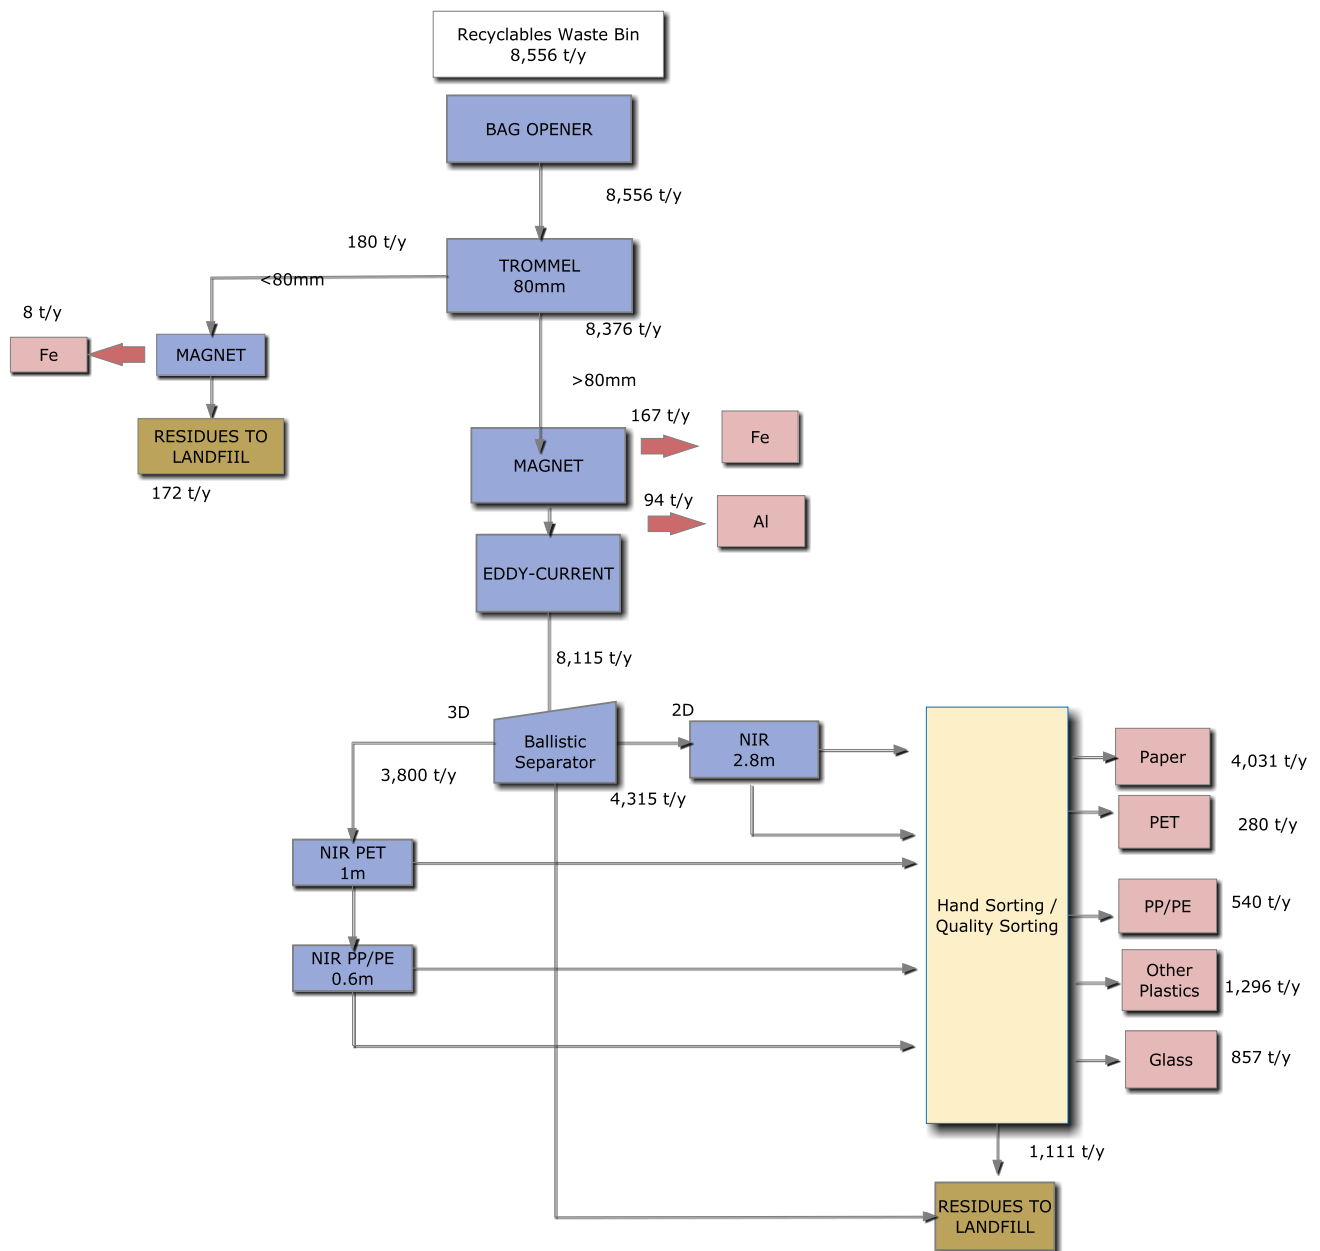 Recyclables Waste Bin
8,556 t/y
BAG OPENER
8,556 t/y
180 t/y
<80mm
TROMMEL
80mm
8 t/y
Fe
MAGNET
8,376 t/y
>80mm
RESIDUES TO
LANDFIIL
172 t/y
167 t/y
Fe
MAGNET
94 t/y
Al
EDDY-CURRENT
8,115 t/y
3D
Ballistic
Separator
2D
NIR
2.8m
3,800 t/y
4,315 t/y
NIR PET
1m
NIR PP/PE
0.6m
Hand Sorting /
Quality Sorting
Paper
4,031 t/y
PET
280 t/y
PP/PE
540 t/y
Other
Plastics
1,296 t/y
Glass
857 t/y
1,111 t/y
RESIDUES TO
LANDFILL